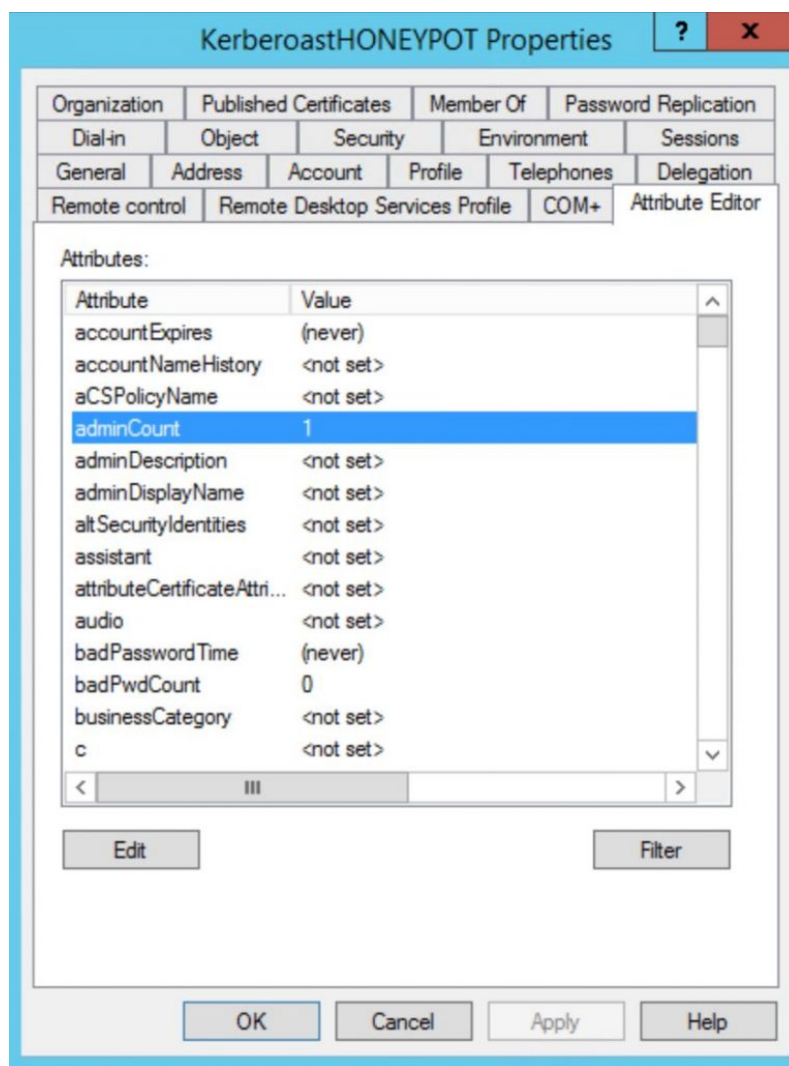 KerberoastHONEYPOT Properties ? x
Organization Published Certificates Member Of Password Replication
Dial-in Object Security Environment Sessions
General Address Account Profile Telephones Delegation
Remote control Remote Desktop Services Profile COM+ Attribute Editor
Attributes:
Attribute Value
accountExpires (never)
accountNameHistory <not set>
aCSPolicyName <not set>
adminCount 1
adminDescription <not set>
adminDisplayName <not set>
altSecurityIdentities <not set>
assistant <not set>
attributeCertificateAttri... <not set>
audio <not set>
badPasswordTime (never)
badPwdCount 0
businessCategory <not set>
c <not set>
Edit Filter
OK Cancel Apply Help